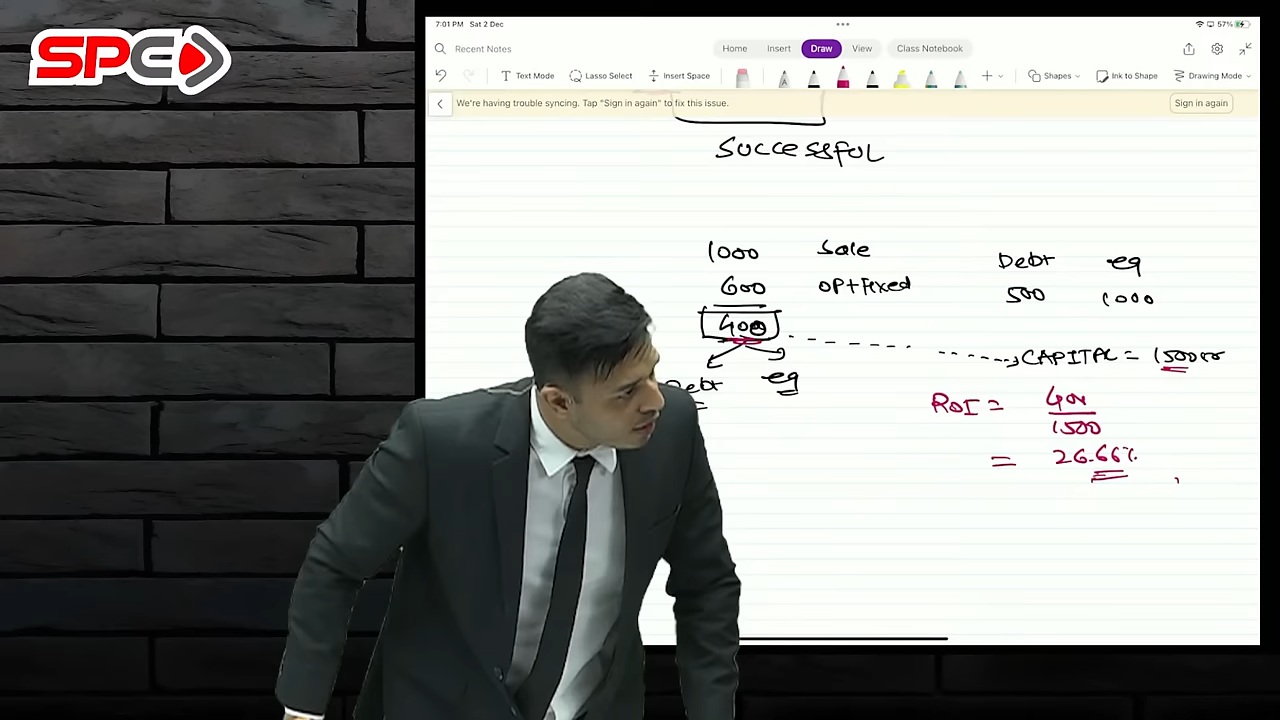 SPC
7:01 PM Sat 2 Dec
57%
Recent Notes
Home Insert Draw View Class Notebook
Text Mode Lasso Select Insert Space Shapes Ink to Shape Drawing Mode
We're having trouble syncing. Tap "Sign in again" to fix this issue. Sign in again
SUCCESSFUL
1000 Sale
600 OP+Fixed
400
Debt eq
Debt eq
500 1000
CAPITAL = 1500
ROI = 400
1500
= 26.66%